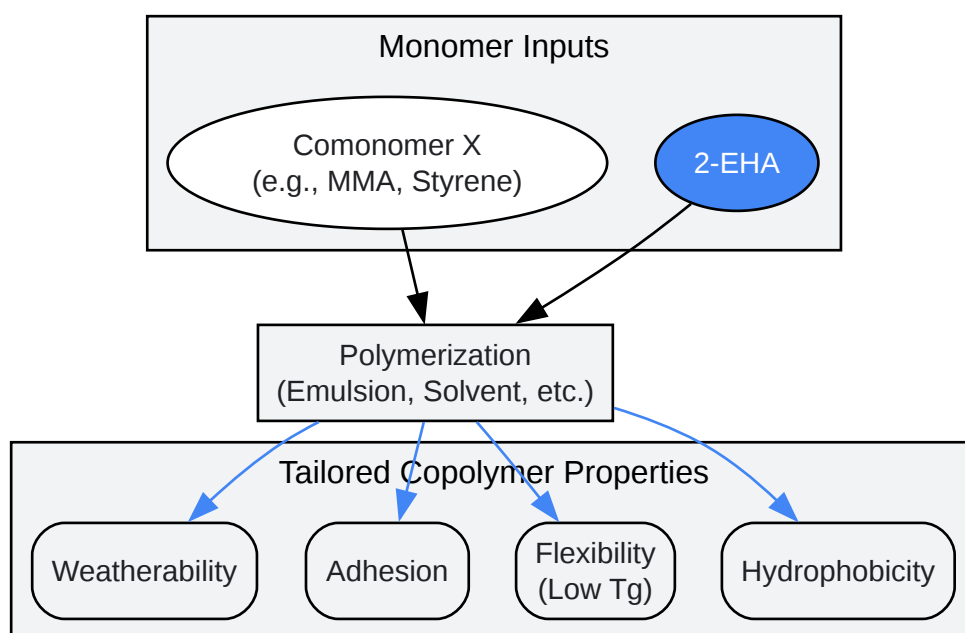 Monomer Inputs
Comonomer X
(e.g., MMA, Styrene)
2-EHA
Polymerization
(Emulsion, Solvent, etc.)
Tailored Copolymer Properties
Weatherability
Adhesion
Flexibility
(Low Tg)
Hydrophobicity